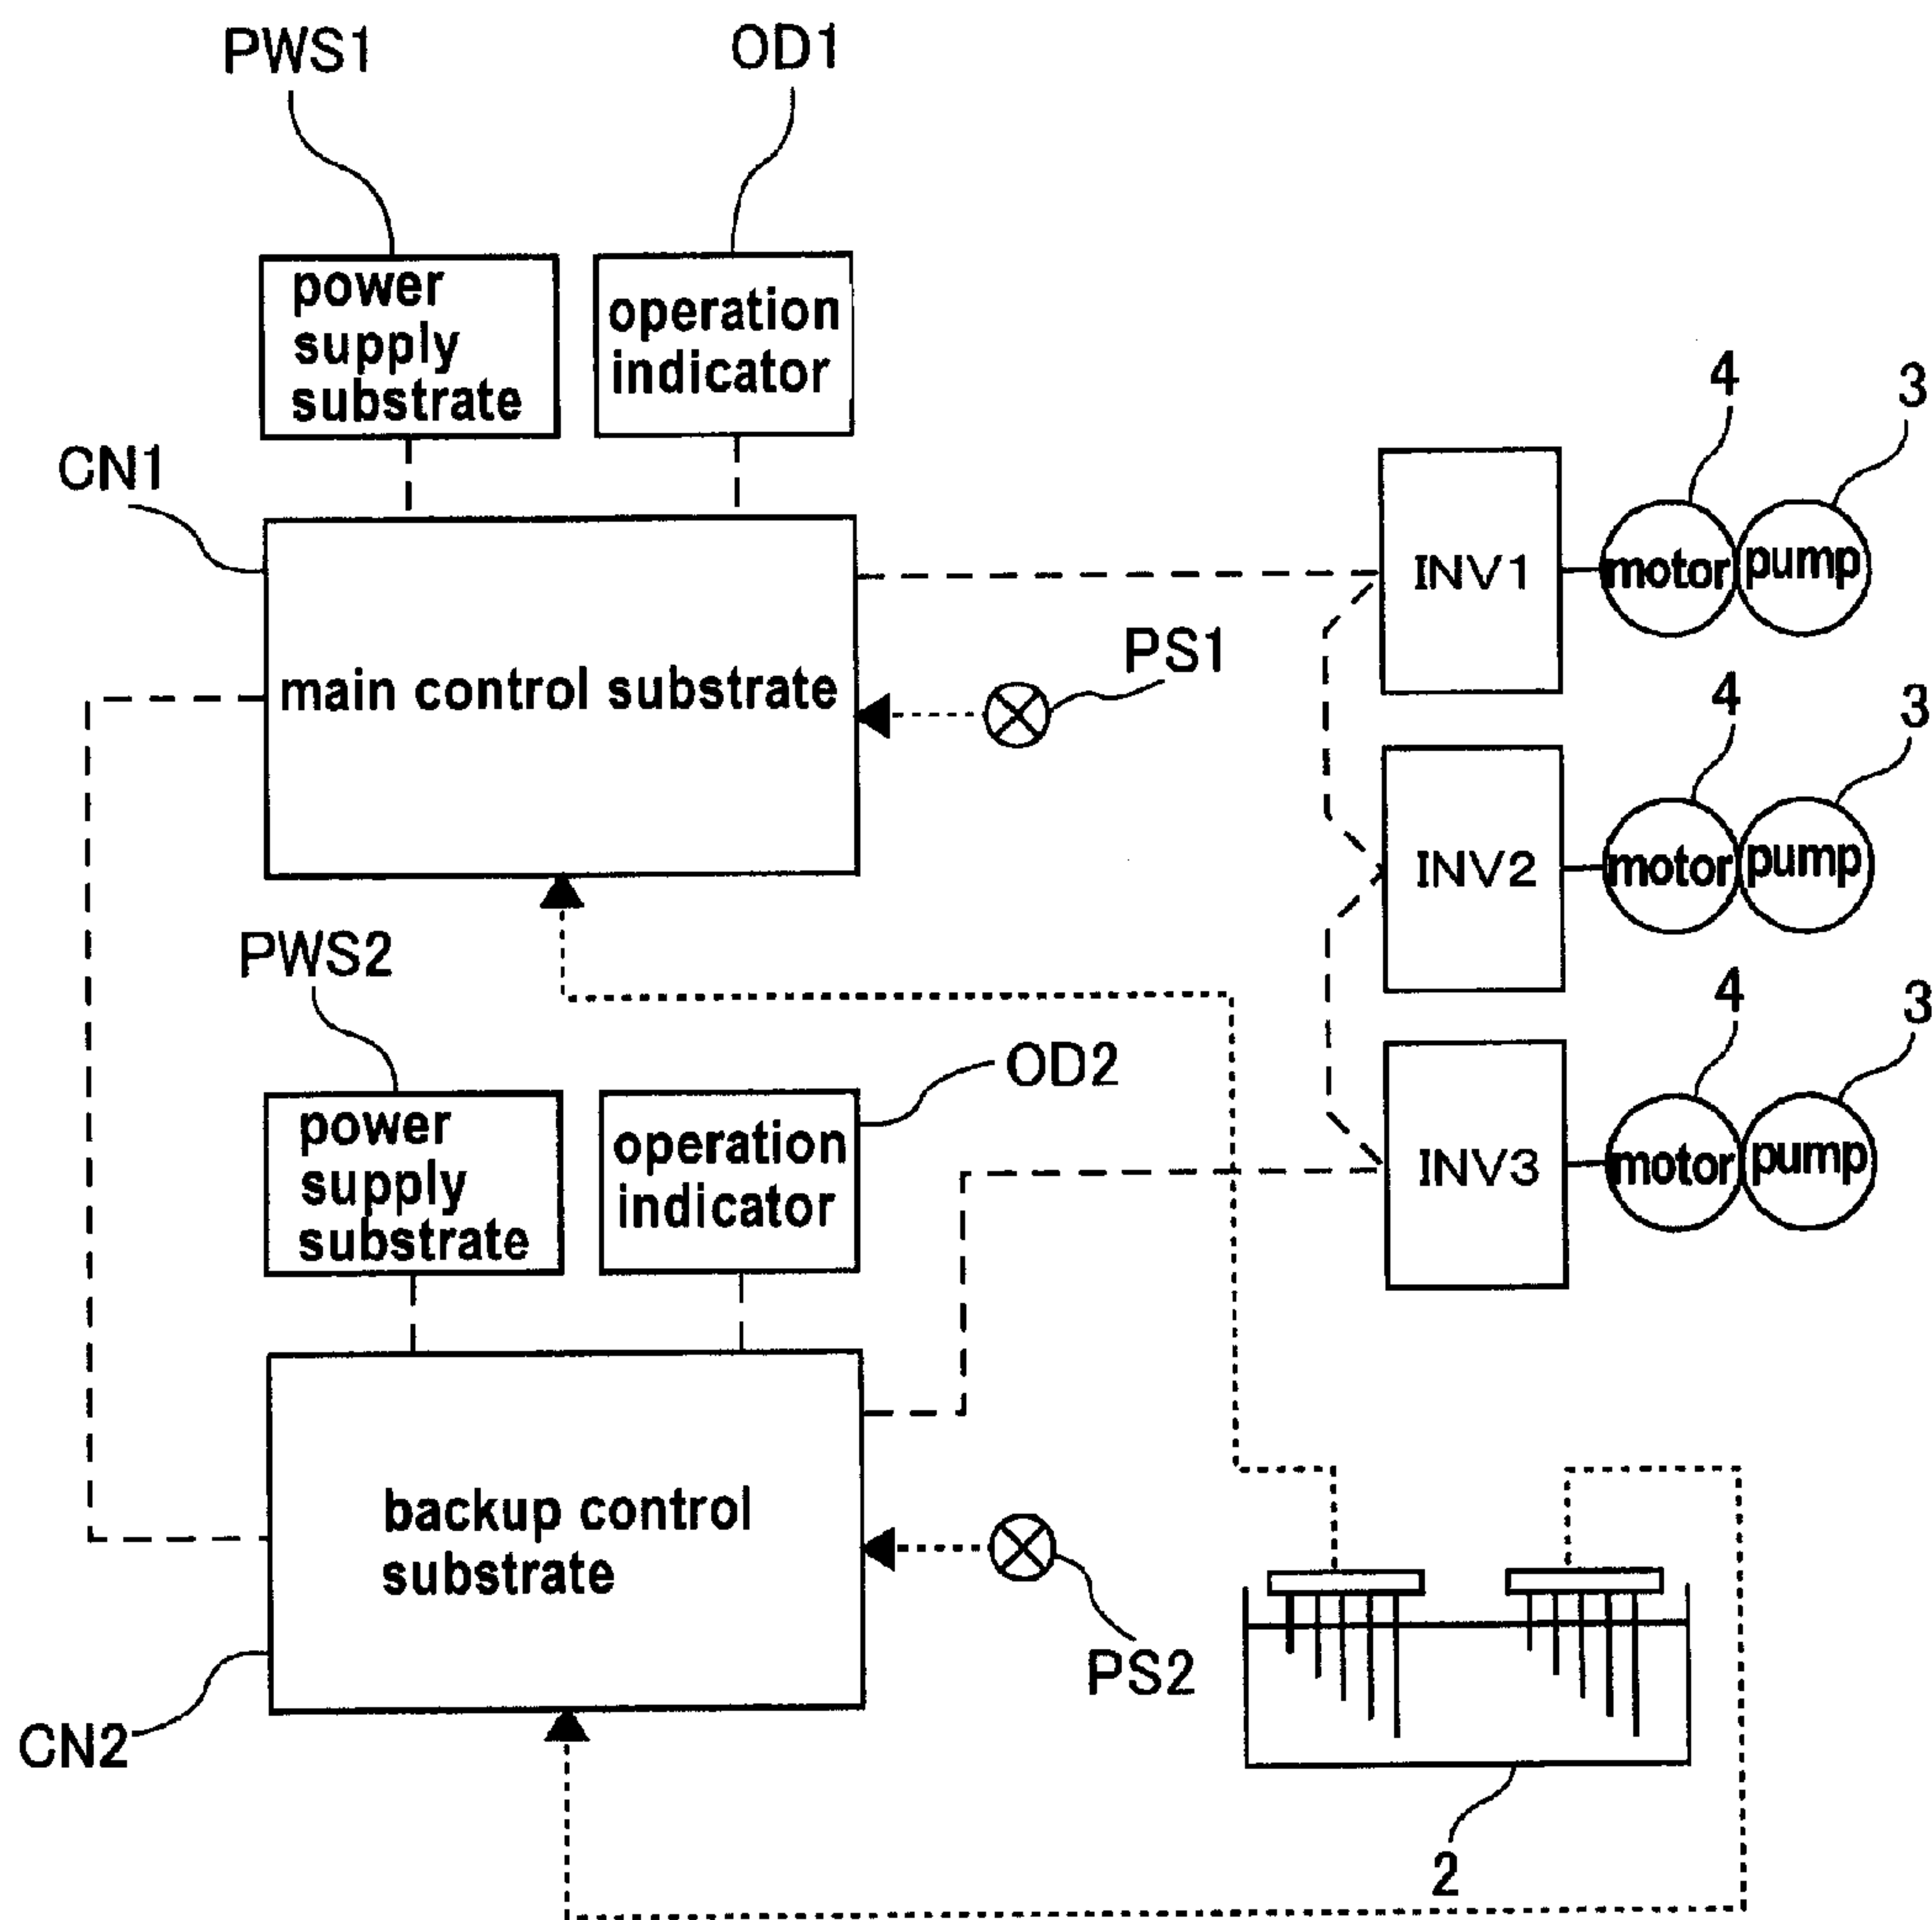 PWS1
OD1
power
supply
substrate
operation
indicator
CN1
4
3
INV1
motor
pump
main control substrate
PS1
4
3
INV2
motor
pump
PWS2
OD2
4
3
power
supply
substrate
operation
indicator
INV3
motor
pump
backup control
substrate
PS2
CN2
2